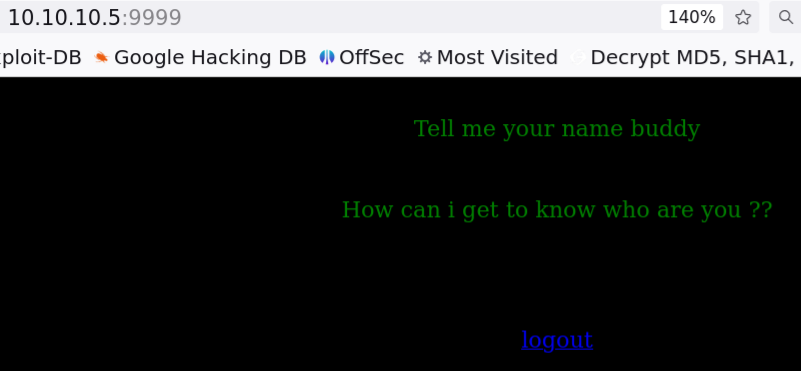 10.10.10.5:9999 140%
xploit-DB Google Hacking DB OffSec Most Visited Decrypt MD5, SHA1,
Tell me your name buddy
How can i get to know who are you ??
logout